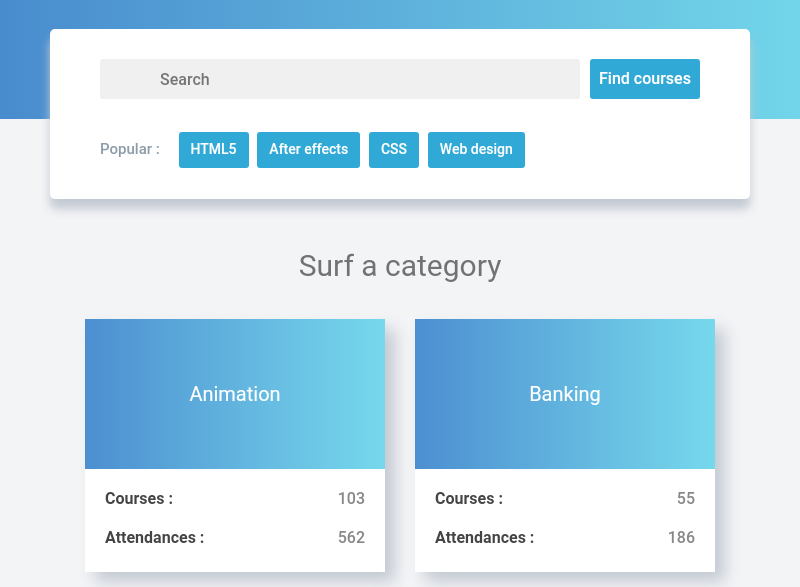 Search
Find courses
Popular :
HTML5
After effects
CSS
Web design
Surf a category
Animation
Courses : 103
Attendances : 562
Banking
Courses : 55
Attendances : 186